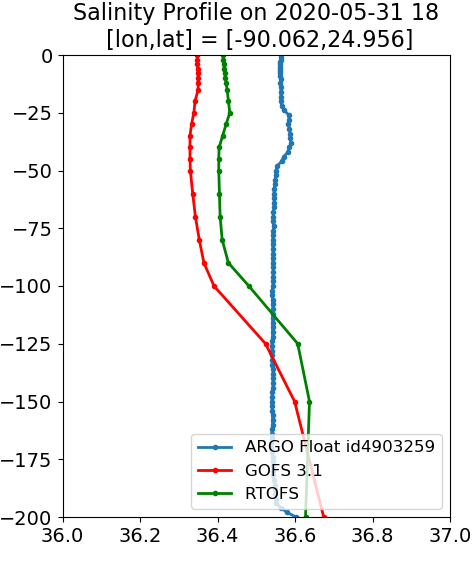 Salinity Profile on 2020-05-31 18
[lon,lat] = [-90.062,24.956]
0
−25
−50
−75
−100
−125
−150
−175
−200
ARGO Float id4903259
GOFS 3.1
RTOFS
36.0 36.2 36.4 36.6 36.8 37.0